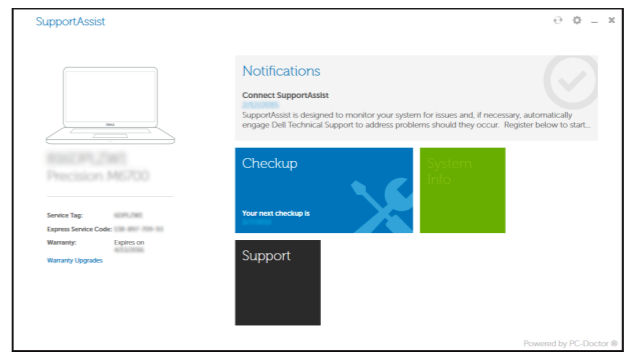 SupportAssist
DELL
Precision M6700
Service Tag:
Express Service Code:
Warranty: Expires on
Warranty Upgrades
Notifications
Connect SupportAssist
SupportAssist is designed to monitor your system for issues and, if necessary, automatically
engage Dell Technical Support to address problems should they occur. Register below to start...
Checkup
Your next checkup is
System
Info
Support
Powered by PC-Doctor ®